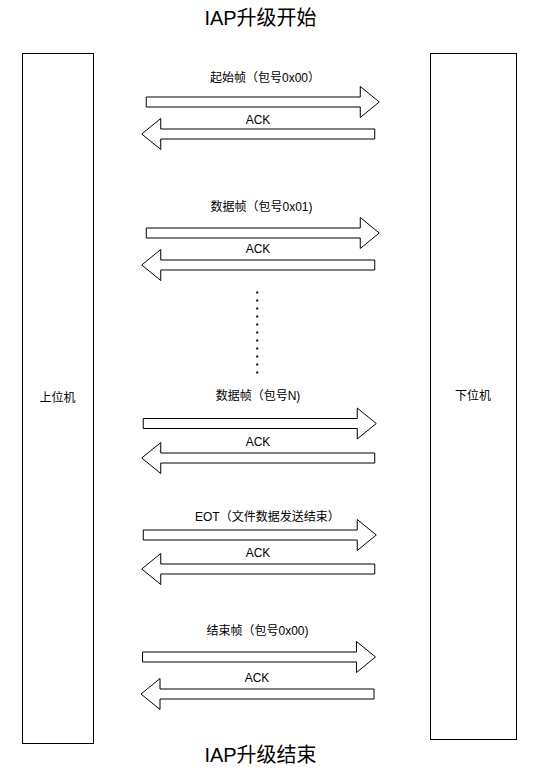 IAP升级开始
起始帧（包号0x00）
ACK
数据帧（包号0x01)
ACK
上位机
下位机
数据帧（包号N)
ACK
EOT（文件数据发送结束）
ACK
结束帧（包号0x00)
ACK
IAP升级结束